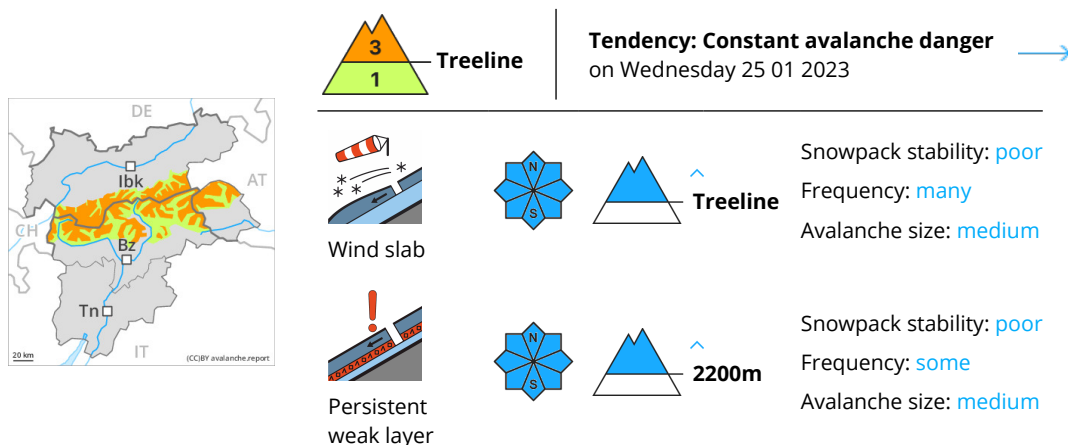 3
1
Treeline
Tendency: Constant avalanche danger
on Wednesday 25 01 2023
DE
Ibk
AT
CH
Bz
Tn
IT
20 km
(CC)BY avalanche.report
Wind slab
N
S
Treeline
Snowpack stability: poor
Frequency: many
Avalanche size: medium
Persistent
weak layer
N
S
2200m
Snowpack stability: poor
Frequency: some
Avalanche size: medium